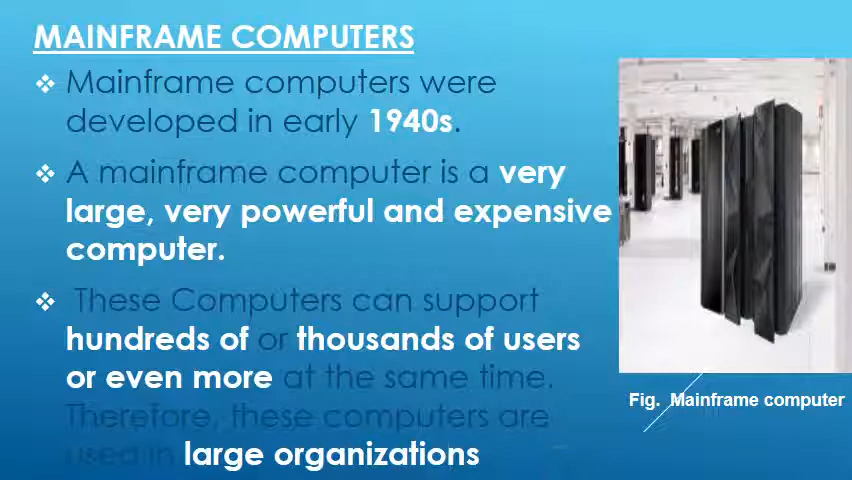 MAINFRAME COMPUTERS
❖ Mainframe computers were
developed in early 1940s.
❖ A mainframe computer is a very
large, very powerful and expensive
computer.
❖ These Computers can support
hundreds of or thousands of users
or even more at the same time.
Therefore, these computers are
used in large organizations
Fig. Mainframe computer